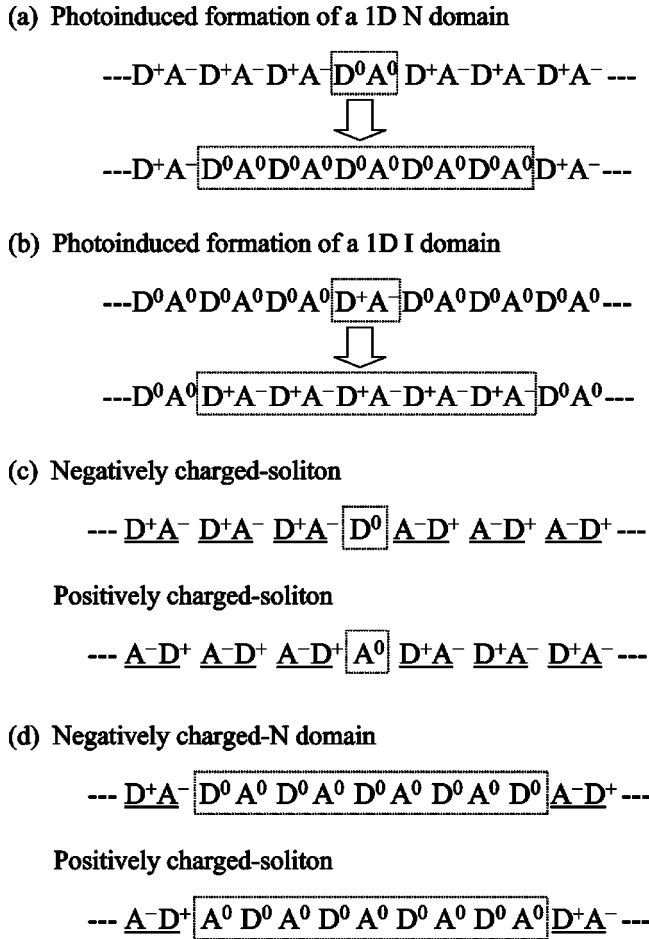 (a) Photoinduced formation of a 1D N domain
---D⁺A⁻D⁺A⁻D⁺A⁻D⁰A⁰ D⁺A⁻D⁺A⁻D⁺A⁻ ---
---D⁺A⁻D⁰A⁰D⁰A⁰D⁰A⁰D⁰A⁰D⁰A⁰D⁺A⁻---
(b) Photoinduced formation of a 1D I domain
---D⁰A⁰D⁰A⁰D⁰A⁰D⁺A⁻D⁰A⁰D⁰A⁰D⁰A⁰---
---D⁰A⁰D⁺A⁻D⁺A⁻D⁺A⁻D⁺A⁻D⁺A⁻D⁰A⁰---
(c) Negatively charged-soliton
--- D⁺A⁻ D⁺A⁻ D⁺A⁻ D⁰ A⁻D⁺ A⁻D⁺ A⁻D⁺ ---
Positively charged-soliton
--- A⁻D⁺ A⁻D⁺ A⁻D⁺ A⁰ D⁺A⁻ D⁺A⁻ D⁺A⁻ ---
(d) Negatively charged-N domain
--- D⁺A⁻ D⁰ A⁰ D⁰ A⁰ D⁰ A⁰ D⁰ A⁰ D⁰ A⁻D⁺ ---
Positively charged-soliton
--- A⁻D⁺ A⁰ D⁰ A⁰ D⁰ A⁰ D⁰ A⁰ D⁰ A⁰ D⁺A⁻ ---